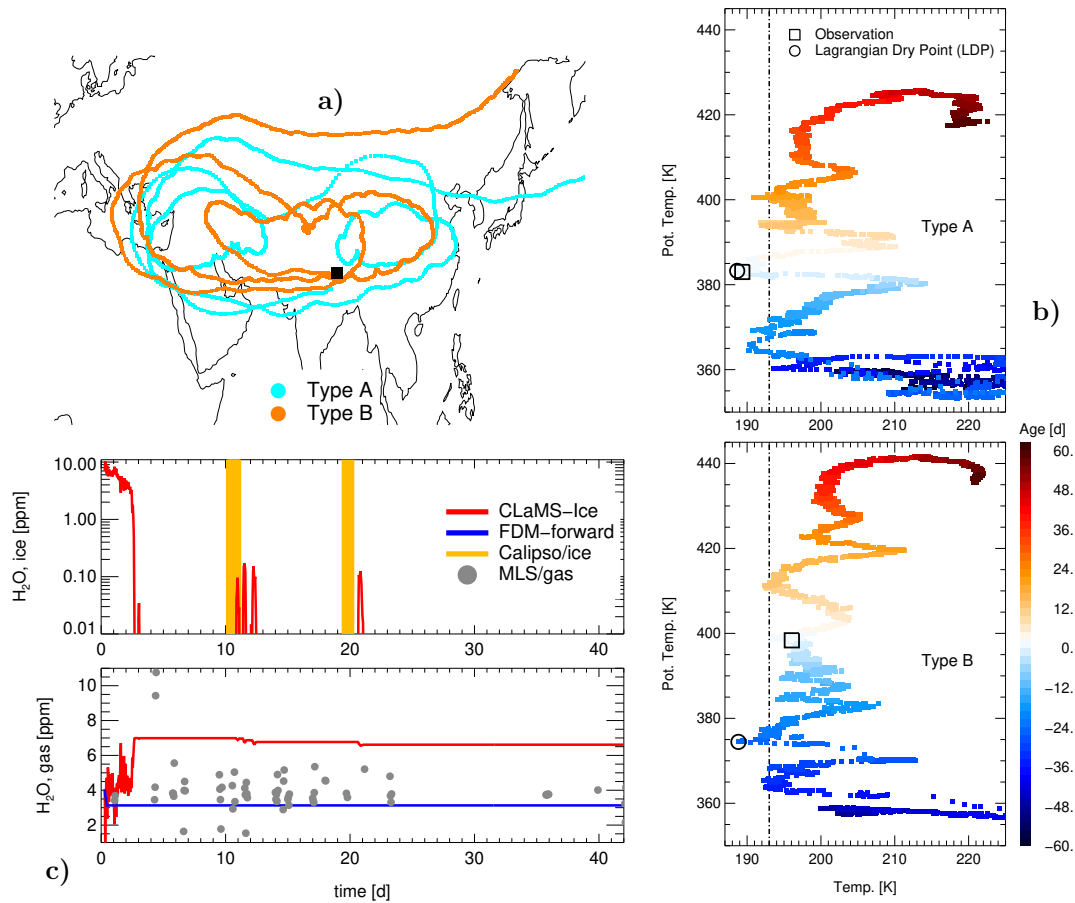 a)
Type A
Type B
445
420
400
380
360
Pot. Temp. [K]
Observation
Lagrangian Dry Point (LDP)
Type A
190 200 210 220
b)
440
420
400
380
360
Pot. Temp. [K]
Type B
190 200 210 220
Temp. [K]
Age [d]
60.
48.
36.
24.
12.
0.
−12.
−24.
−36.
−48.
−60.
10.00
1.00
0.10
0.01
H2O, ice [ppm]
CLaMS−Ice
FDM−forward
Calipso/ice
MLS/gas
0 10 20 30 40
10
8
6
4
2
H2O, gas [ppm]
0 10 20 30 40
time [d]
c)